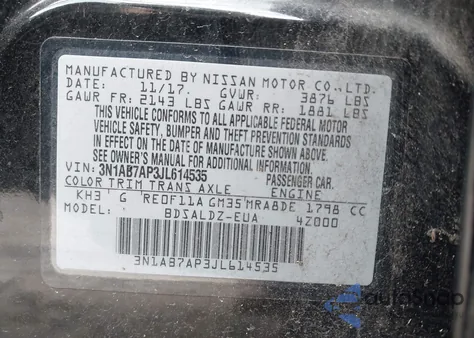 MANUFACTURED BY NISSAN MOTOR CO., LTD.
DATE: 11/17. GVWR: 3876 LBS
GAWR FR: 2143 LBS GAWR RR: 1881 LBS
THIS VEHICLE CONFORMS TO ALL APPLICABLE FEDERAL MOTOR
VEHICLE SAFETY, BUMPER AND THEFT PREVENTION STANDARDS
IN EFFECT ON THE DATE OF MANUFACTURE SHOWN ABOVE.
SEE OWNER'S MANUAL FOR ADDITIONAL INFORMATION.
VIN: 3N1AB7AP3JL614535 PASSENGER CAR.
COLOR TRIM TRANS AXLE ENGINE
KH3 G RE0F11A GM35 MRA8DE 1798 CC
MODEL: BDSALDZ-EUA 4Z000
3N1AB7AP3JL614535
autoSnap